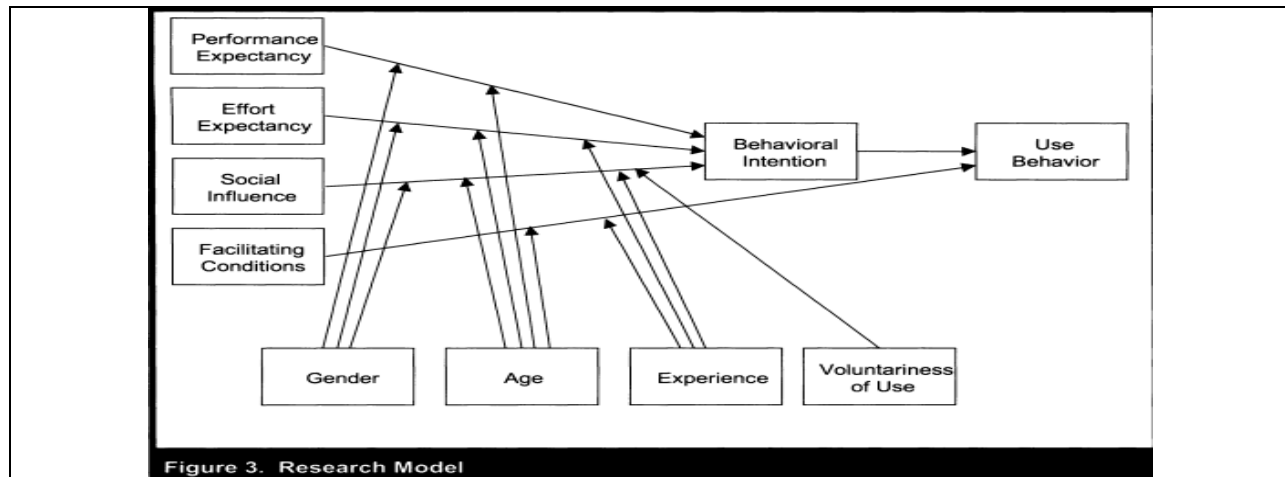 Performance
Expectancy
Effort
Expectancy
Social
Influence
Facilitating
Conditions
Behavioral
Intention
Use
Behavior
Gender
Age
Experience
Voluntariness
of Use
Figure 3. Research Model